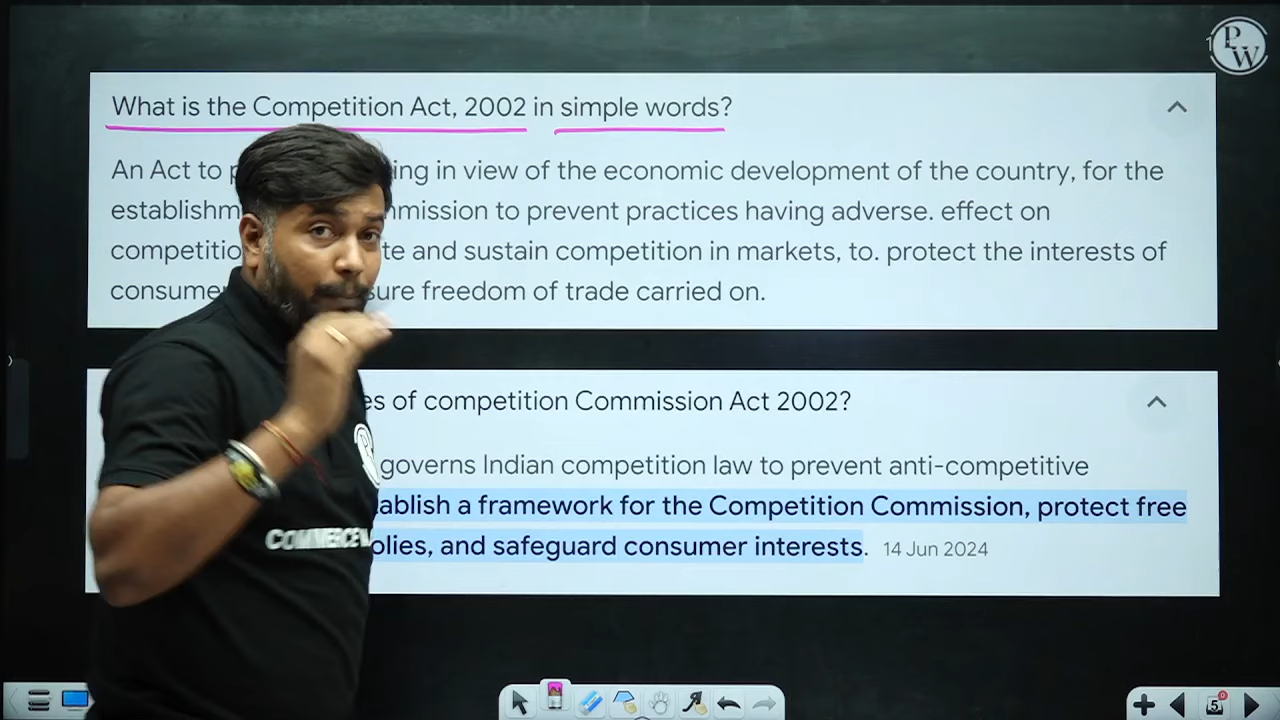 PW
What is the Competition Act, 2002 in simple words?
An Act to ing in view of the economic development of the country, for the
establishm mmission to prevent practices having adverse. effect on
competitio te and sustain competition in markets, to. protect the interests of
consume sure freedom of trade carried on.
es of competition Commission Act 2002?
governs Indian competition law to prevent anti-competitive
ablish a framework for the Competition Commission, protect free
olies, and safeguard consumer interests. 14 Jun 2024
COMMERCE
5
0